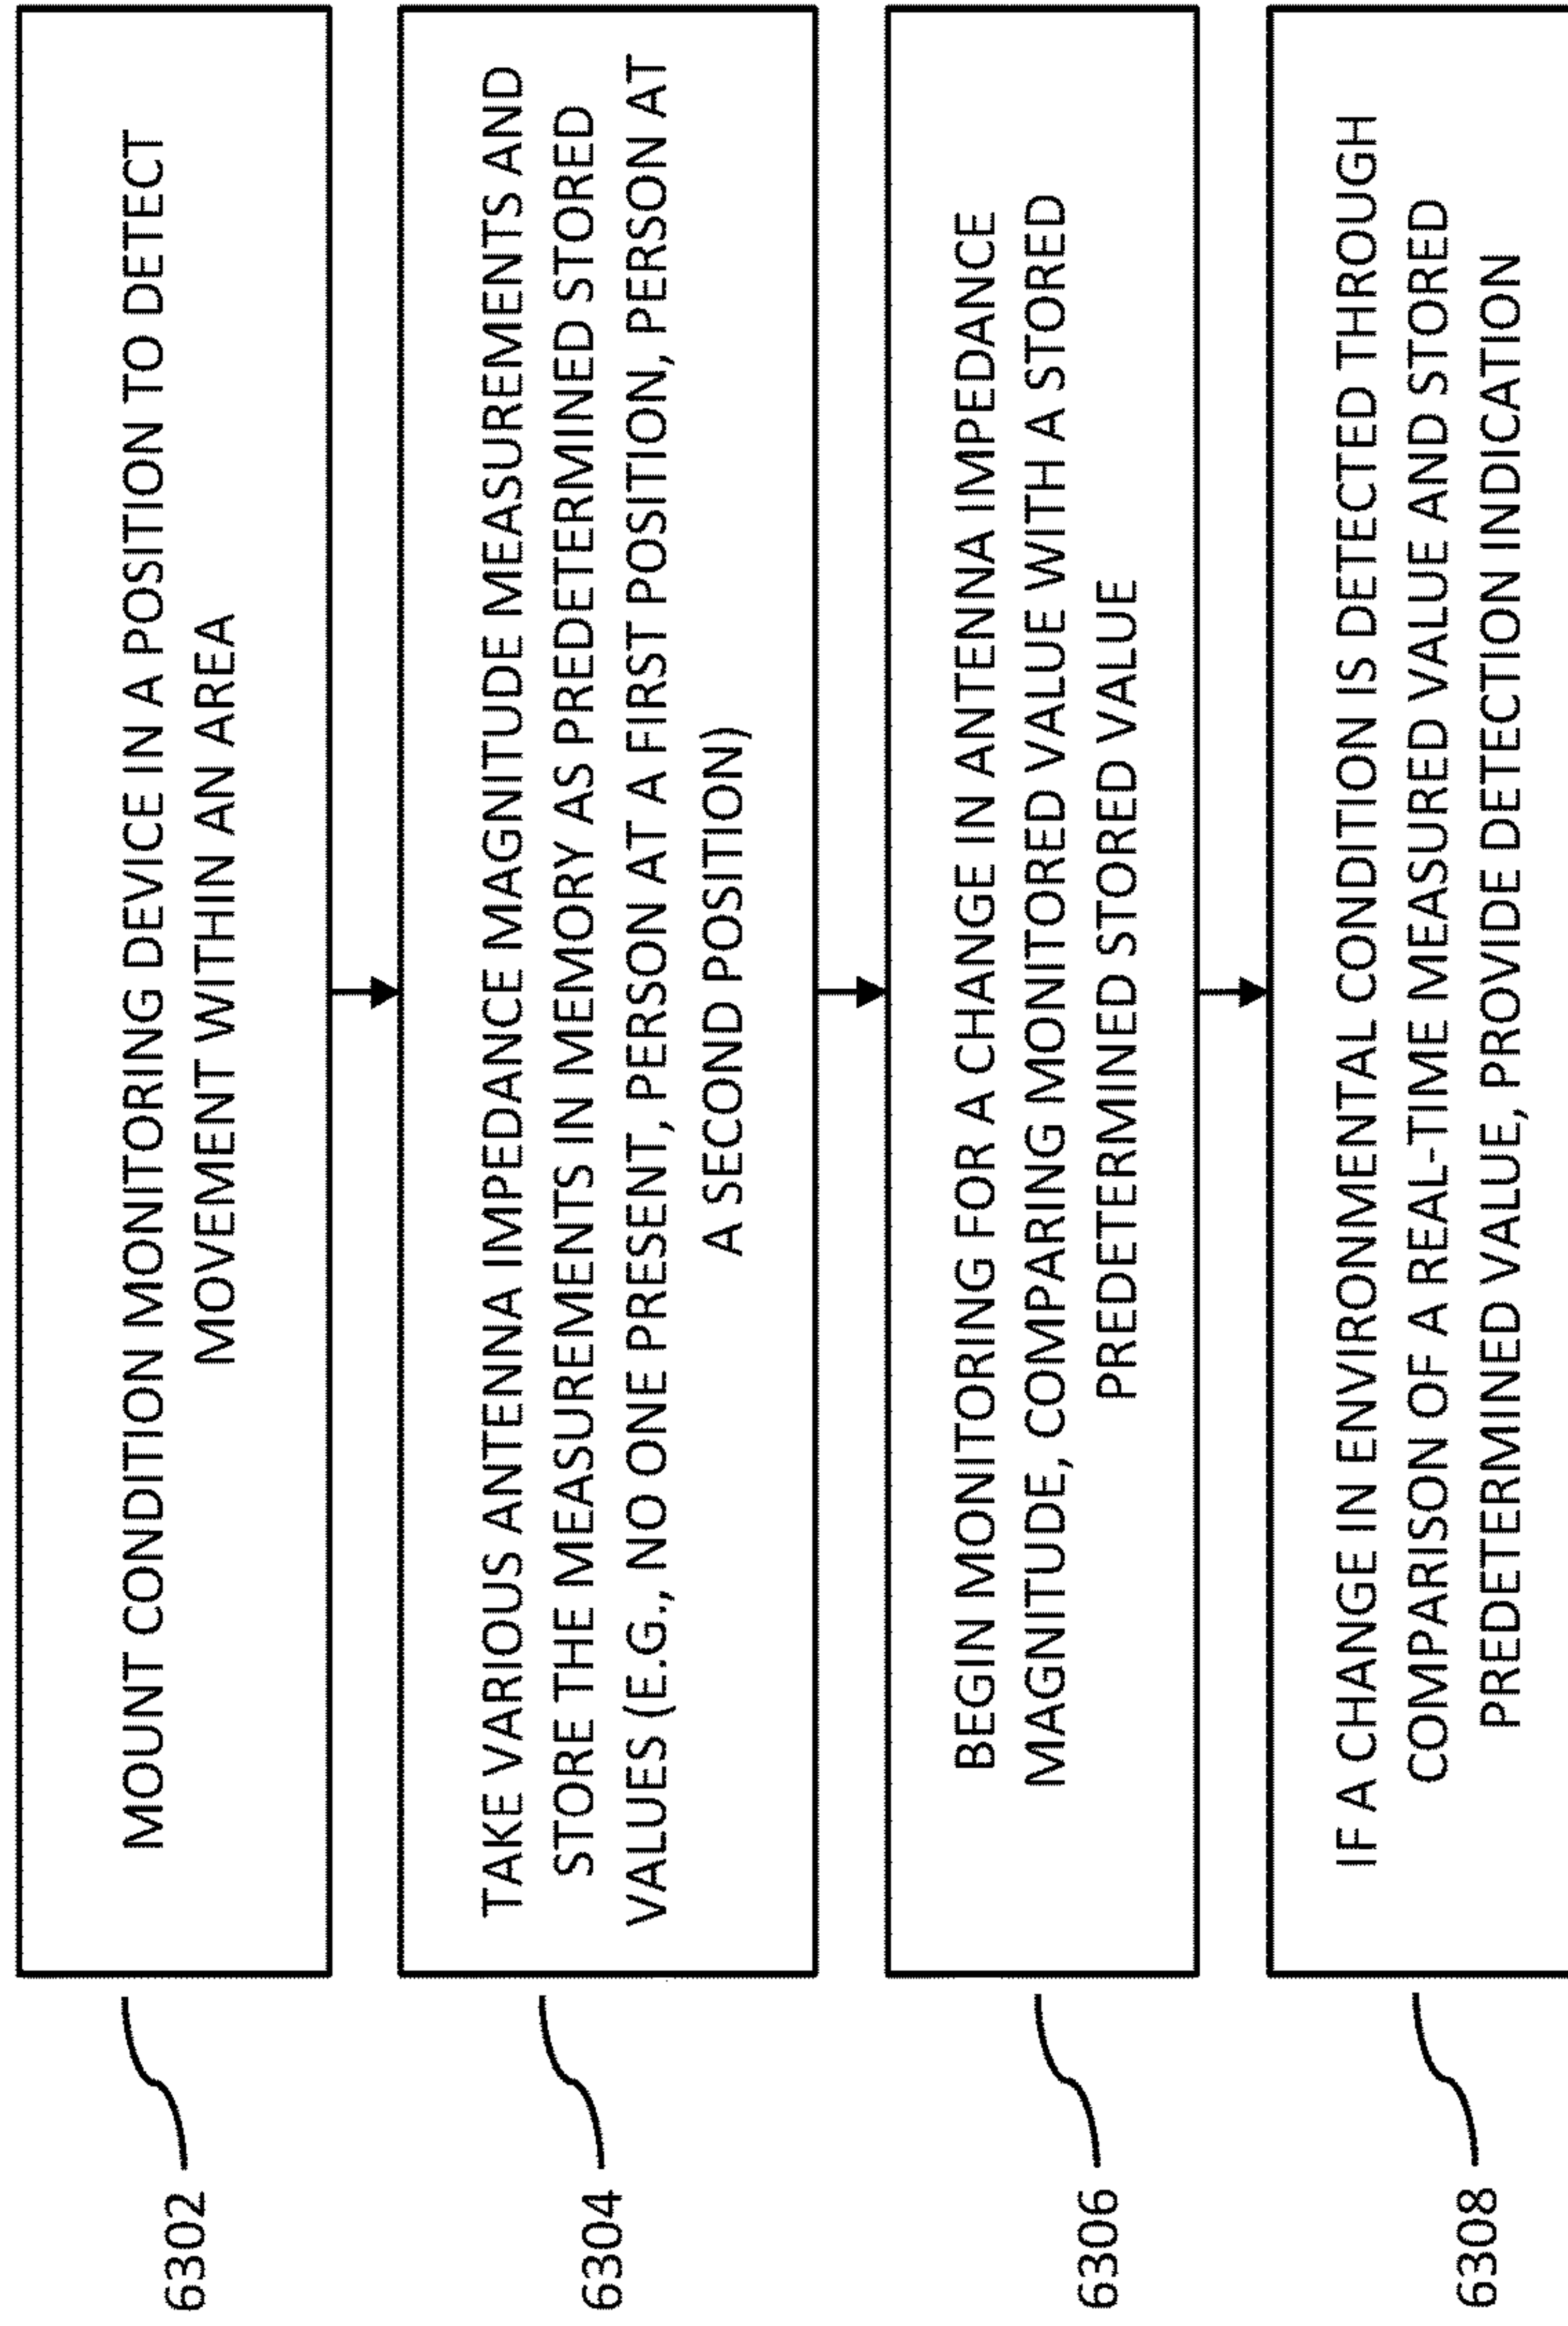 6302
MOUNT CONDITION MONITORING DEVICE IN A POSITION TO DETECT
MOVEMENT WITHIN AN AREA
6304
TAKE VARIOUS ANTENNA IMPEDANCE MAGNITUDE MEASUREMENTS AND
STORE THE MEASUREMENTS IN MEMORY AS PREDETERMINED STORED
VALUES (E.G., NO ONE PRESENT, PERSON AT A FIRST POSITION, PERSON AT
A SECOND POSITION)
6306
BEGIN MONITORING FOR A CHANGE IN ANTENNA IMPEDANCE
MAGNITUDE, COMPARING MONITORED VALUE WITH A STORED
PREDETERMINED STORED VALUE
6308
IF A CHANGE IN ENVIRONMENTAL CONDITION IS DETECTED THROUGH
COMPARISON OF A REAL-TIME MEASURED VALUE AND STORED
PREDETERMINED VALUE, PROVIDE DETECTION INDICATION